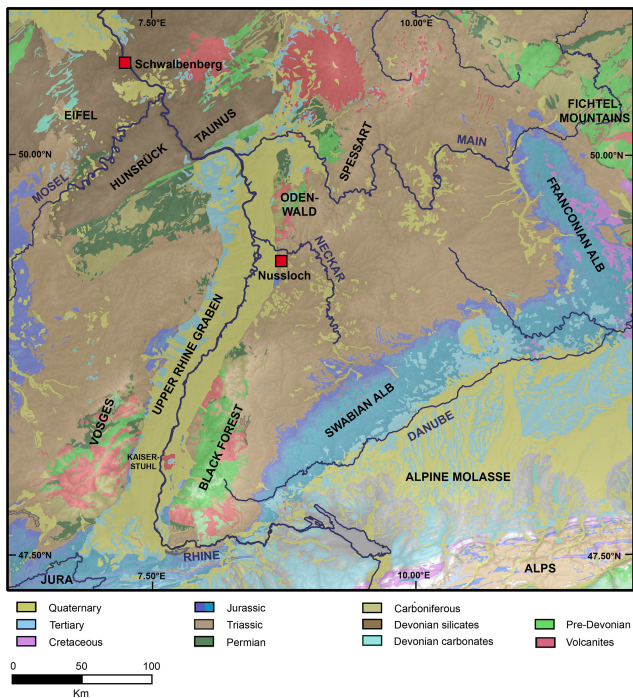 7.50°E
10.00°E
Schwalbenberg
EIFEL
TAUNUS
FICHTEL
MOUNTAINS
SPESSART
MAIN
50.00°N
50.00°N
MOSEL
HUNSRÜCK
ODEN-
WALD
FRANCONIAN ALB
NECKAR
Nussloch
UPPER RHINE GRABEN
SWABIAN ALB
VOSGES
DANUBE
KAISER-
STUHL
BLACK FOREST
ALPINE MOLASSE
47.50°N
RHINE
47.50°N
JURA
7.50°E
10.00°E
ALPS
Quaternary
Jurassic
Carboniferous
Tertiary
Triassic
Devonian silicates
Pre-Devonian
Cretaceous
Permian
Devonian carbonates
Volcanites
0
50
100
Km